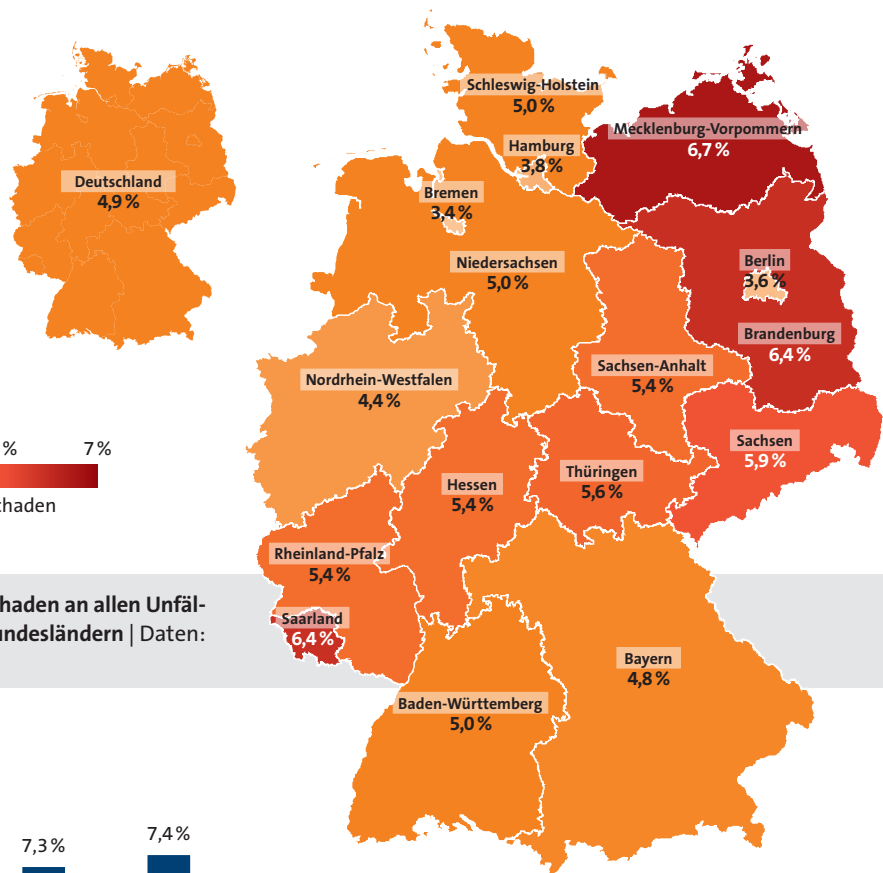 Schleswig-Holstein
5,0 %
Mecklenburg-Vorpommern
6,7 %
Hamburg
3,8 %
Deutschland
4,9 %
Bremen
3,4 %
Niedersachsen
5,0 %
Berlin
3,6 %
Brandenburg
6,4 %
Sachsen-Anhalt
5,4 %
Nordrhein-Westfalen
4,4 %
Sachsen
5,9 %
% 7 %
chaden
Hessen
5,4 %
Thüringen
5,6 %
Rheinland-Pfalz
5,4 %
haden an allen Unfäl-
undesländern | Daten:
Saarland
6,4 %
Bayern
4,8 %
Baden-Württemberg
5,0 %
7,3 % 7,4 %